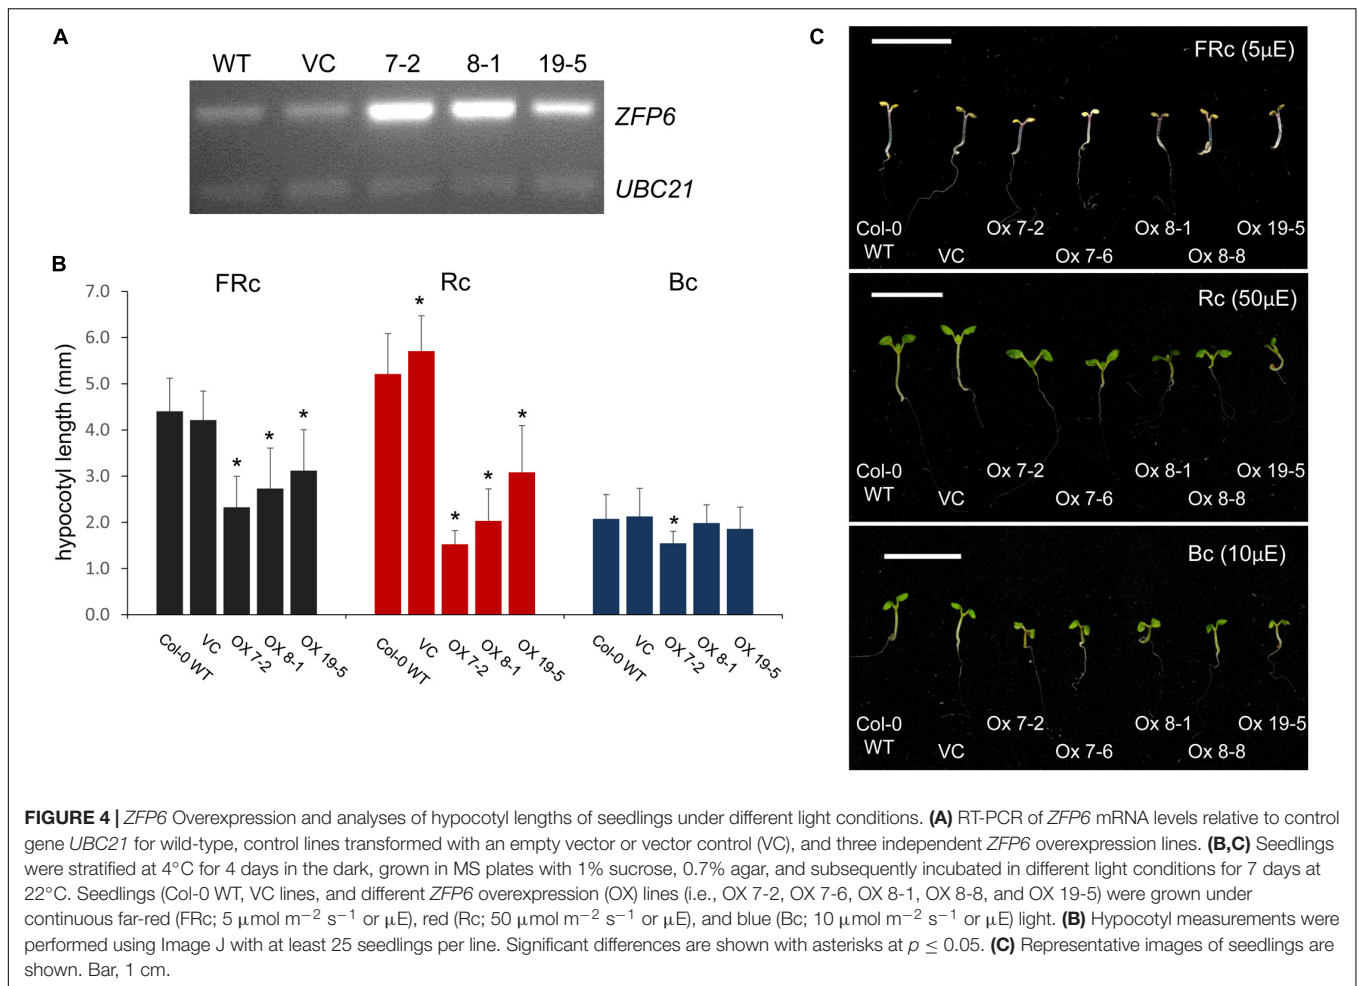 A
WT VC 7-2 8-1 19-5
ZFP6
UBC21
B
FRc Rc Bc
hypocotyl length (mm)
7.0
6.0
5.0
4.0
3.0
2.0
1.0
0.0
* * *
* * * *
*
Col-0 WT VC OX 7-2 OX 8-1 OX 19-5
Col-0 WT VC OX 7-2 OX 8-1 OX 19-5
Col-0 WT VC OX 7-2 OX 8-1 OX 19-5
C
FRc (5µE)
Col-0 Ox 7-2 Ox 8-1 Ox 19-5
WT VC Ox 7-6 Ox 8-8
Rc (50µE)
Col-0 Ox 7-2 Ox 8-1 Ox 19-5
WT VC Ox 7-6 Ox 8-8
Bc (10µE)
Col-0 Ox 7-2 Ox 8-1 Ox 19-5
WT VC Ox 7-6 Ox 8-8
FIGURE 4 | ZFP6 Overexpression and analyses of hypocotyl lengths of seedlings under different light conditions. (A) RT-PCR of ZFP6 mRNA levels relative to control
gene UBC21 for wild-type, control lines transformed with an empty vector or vector control (VC), and three independent ZFP6 overexpression lines. (B,C) Seedlings
were stratified at 4°C for 4 days in the dark, grown in MS plates with 1% sucrose, 0.7% agar, and subsequently incubated in different light conditions for 7 days at
22°C. Seedlings (Col-0 WT, VC lines, and different ZFP6 overexpression (OX) lines (i.e., OX 7-2, OX 7-6, OX 8-1, OX 8-8, and OX 19-5) were grown under
continuous far-red (FRc; 5 µmol m−2 s−1 or µE), red (Rc; 50 µmol m−2 s−1 or µE), and blue (Bc; 10 µmol m−2 s−1 or µE) light. (B) Hypocotyl measurements were
performed using Image J with at least 25 seedlings per line. Significant differences are shown with asterisks at p ≤ 0.05. (C) Representative images of seedlings are
shown. Bar, 1 cm.